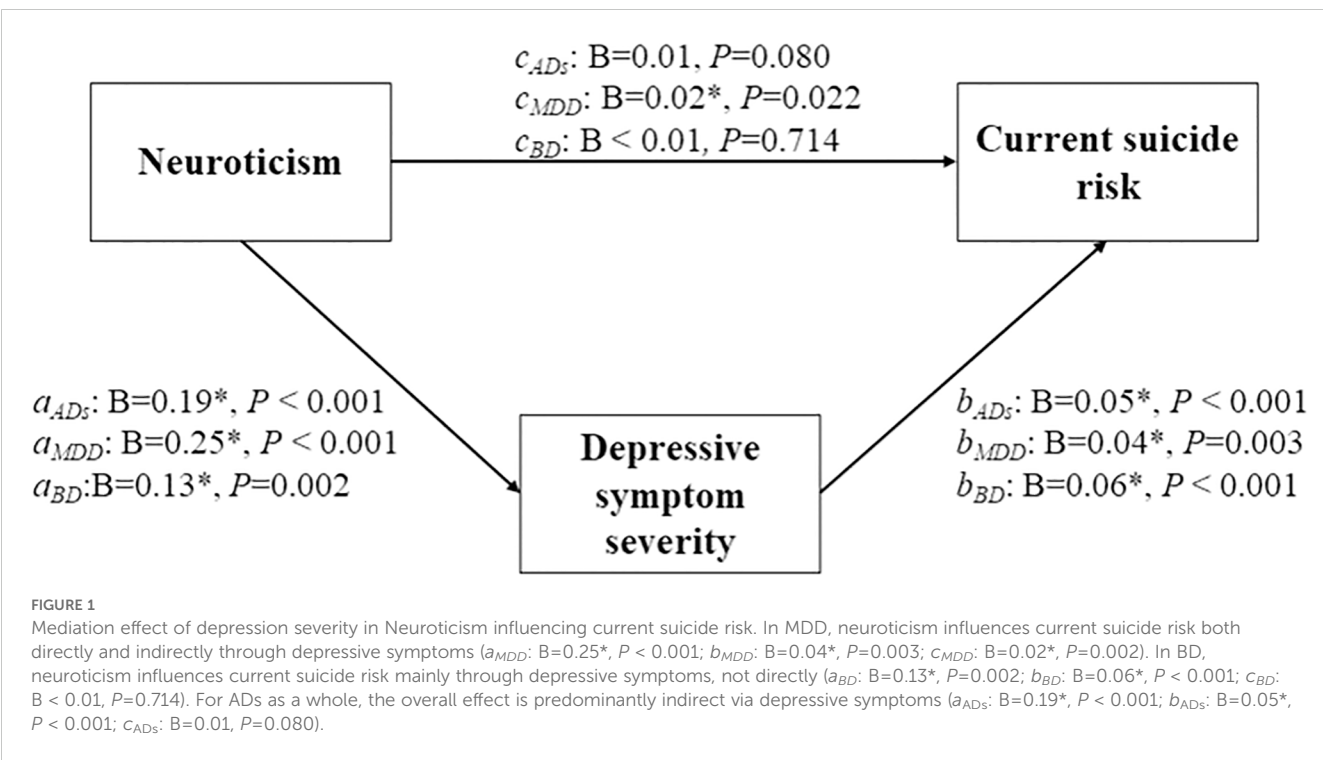 c_ADs: B=0.01, P=0.080
c_MDD: B=0.02*, P=0.022
c_BD: B < 0.01, P=0.714
Neuroticism
Current suicide
risk
a_ADs: B=0.19*, P < 0.001
a_MDD: B=0.25*, P < 0.001
a_BD:B=0.13*, P=0.002
Depressive
symptom
severity
b_ADs: B=0.05*, P < 0.001
b_MDD: B=0.04*, P=0.003
b_BD: B=0.06*, P < 0.001
FIGURE 1
Mediation effect of depression severity in Neuroticism influencing current suicide risk. In MDD, neuroticism influences current suicide risk both
directly and indirectly through depressive symptoms (a_MDD: B=0.25*, P < 0.001; b_MDD: B=0.04*, P=0.003; c_MDD: B=0.02*, P=0.002). In BD,
neuroticism influences current suicide risk mainly through depressive symptoms, not directly (a_BD: B=0.13*, P=0.002; b_BD: B=0.06*, P < 0.001; c_BD:
B < 0.01, P=0.714). For ADs as a whole, the overall effect is predominantly indirect via depressive symptoms (a_ADs: B=0.19*, P < 0.001; b_ADs: B=0.05*,
P < 0.001; c_ADs: B=0.01, P=0.080).